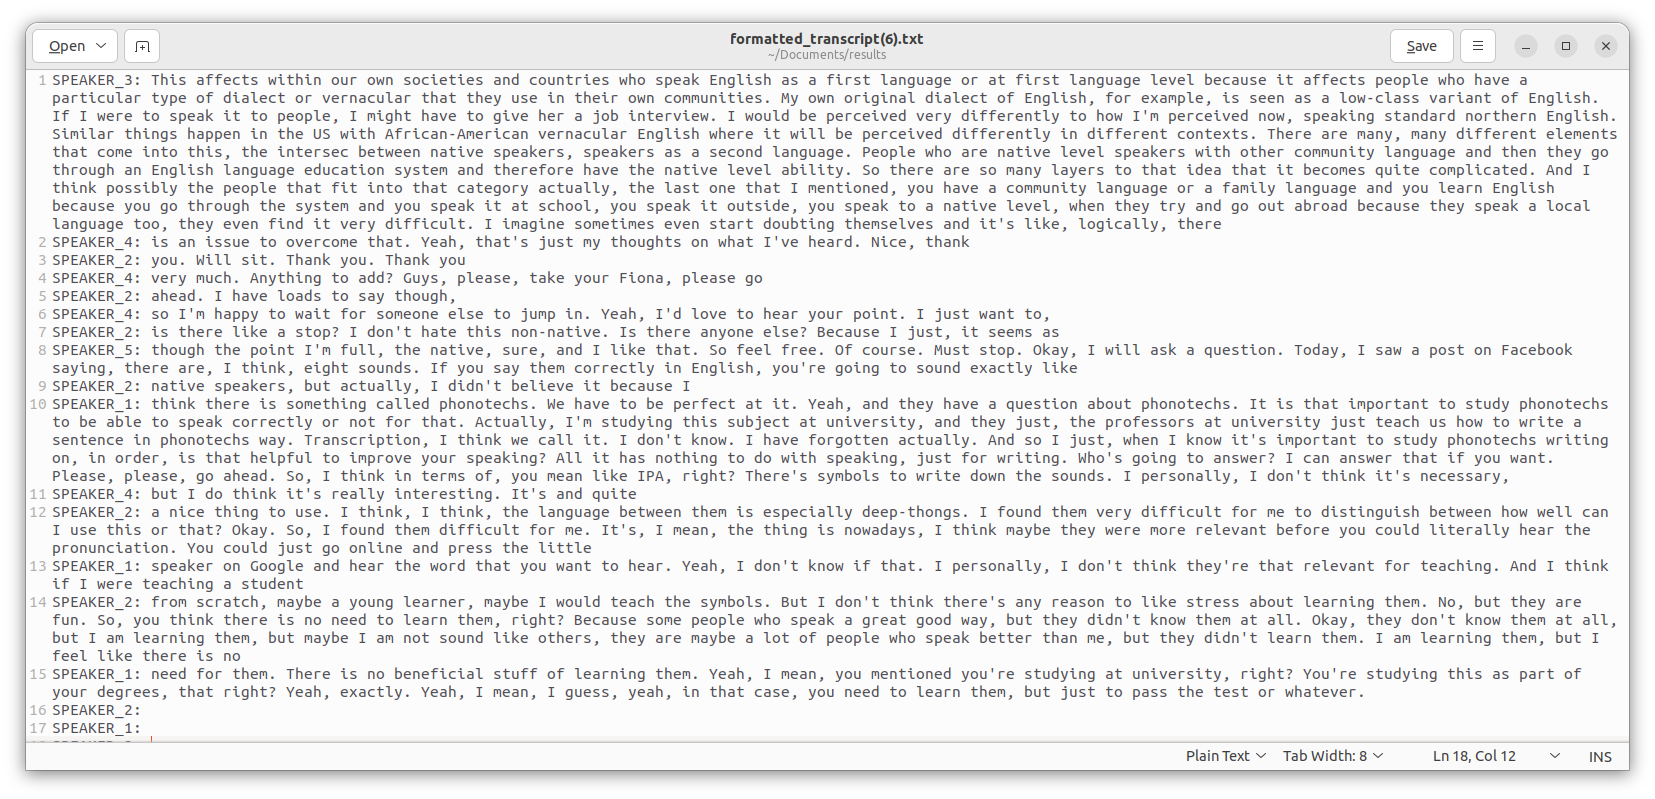 Open
formatted_transcript(6).txt
~/Documents/results
Save
1 SPEAKER_3: This affects within our own societies and countries who speak English as a first language or at first language level because it affects people who have a
particular type of dialect or vernacular that they use in their own communities. My own original dialect of English, for example, is seen as a low-class variant of English.
If I were to speak it to people, I might have to give her a job interview. I would be perceived very differently to how I'm perceived now, speaking standard northern English.
Similar things happen in the US with African-American vernacular English where it will be perceived differently in different contexts. There are many, many different elements
that come into this, the intersec between native speakers, speakers as a second language. People who are native level speakers with other community language and then they go
through an English language education system and therefore have the native level ability. So there are so many layers to that idea that it becomes quite complicated. And I
think possibly the people that fit into that category actually, the last one that I mentioned, you have a community language or a family language and you learn English
because you go through the system and you speak it at school, you speak it outside, you speak to a native level, when they try and go out abroad because they speak a local
language too, they even find it very difficult. I imagine sometimes even start doubting themselves and it's like, logically, there
2 SPEAKER_4: is an issue to overcome that. Yeah, that's just my thoughts on what I've heard. Nice, thank
3 SPEAKER_2: you. Will sit. Thank you. Thank you
4 SPEAKER_4: very much. Anything to add? Guys, please, take your Fiona, please go
5 SPEAKER_2: ahead. I have loads to say though,
6 SPEAKER_4: so I'm happy to wait for someone else to jump in. Yeah, I'd love to hear your point. I just want to,
7 SPEAKER_2: is there like a stop? I don't hate this non-native. Is there anyone else? Because I just, it seems as
8 SPEAKER_5: though the point I'm full, the native, sure, and I like that. So feel free. Of course. Must stop. Okay, I will ask a question. Today, I saw a post on Facebook
saying, there are, I think, eight sounds. If you say them correctly in English, you're going to sound exactly like
9 SPEAKER_2: native speakers, but actually, I didn't believe it because I
10 SPEAKER_1: think there is something called phonotechs. We have to be perfect at it. Yeah, and they have a question about phonotechs. It is that important to study phonotechs
to be able to speak correctly or not for that. Actually, I'm studying this subject at university, and they just, the professors at university just teach us how to write a
sentence in phonotechs way. Transcription, I think we call it. I don't know. I have forgotten actually. And so I just, when I know it's important to study phonotechs writing
on, in order, is that helpful to improve your speaking? All it has nothing to do with speaking, just for writing. Who's going to answer? I can answer that if you want.
Please, please, go ahead. So, I think in terms of, you mean like IPA, right? There's symbols to write down the sounds. I personally, I don't think it's necessary,
11 SPEAKER_4: but I do think it's really interesting. It's and quite
12 SPEAKER_2: a nice thing to use. I think, I think, the language between them is especially deep-thongs. I found them very difficult for me to distinguish between how well can
I use this or that? Okay. So, I found them difficult for me. It's, I mean, the thing is nowadays, I think maybe they were more relevant before you could literally hear the
pronunciation. You could just go online and press the little
13 SPEAKER_1: speaker on Google and hear the word that you want to hear. Yeah, I don't know if that. I personally, I don't think they're that relevant for teaching. And I think
if I were teaching a student
14 SPEAKER_2: from scratch, maybe a young learner, maybe I would teach the symbols. But I don't think there's any reason to like stress about learning them. No, but they are
fun. So, you think there is no need to learn them, right? Because some people who speak a great good way, but they didn't know them at all. Okay, they don't know them at all,
but I am learning them, but maybe I am not sound like others, they are maybe a lot of people who speak better than me, but they didn't learn them. I am learning them, but I
feel like there is no
15 SPEAKER_1: need for them. There is no beneficial stuff of learning them. Yeah, I mean, you mentioned you're studying at university, right? You're studying this as part of
your degrees, that right? Yeah, exactly. Yeah, I mean, I guess, yeah, in that case, you need to learn them, but just to pass the test or whatever.
16 SPEAKER_2:
17 SPEAKER_1:
Plain Text
Tab Width: 8
Ln 18, Col 12
INS